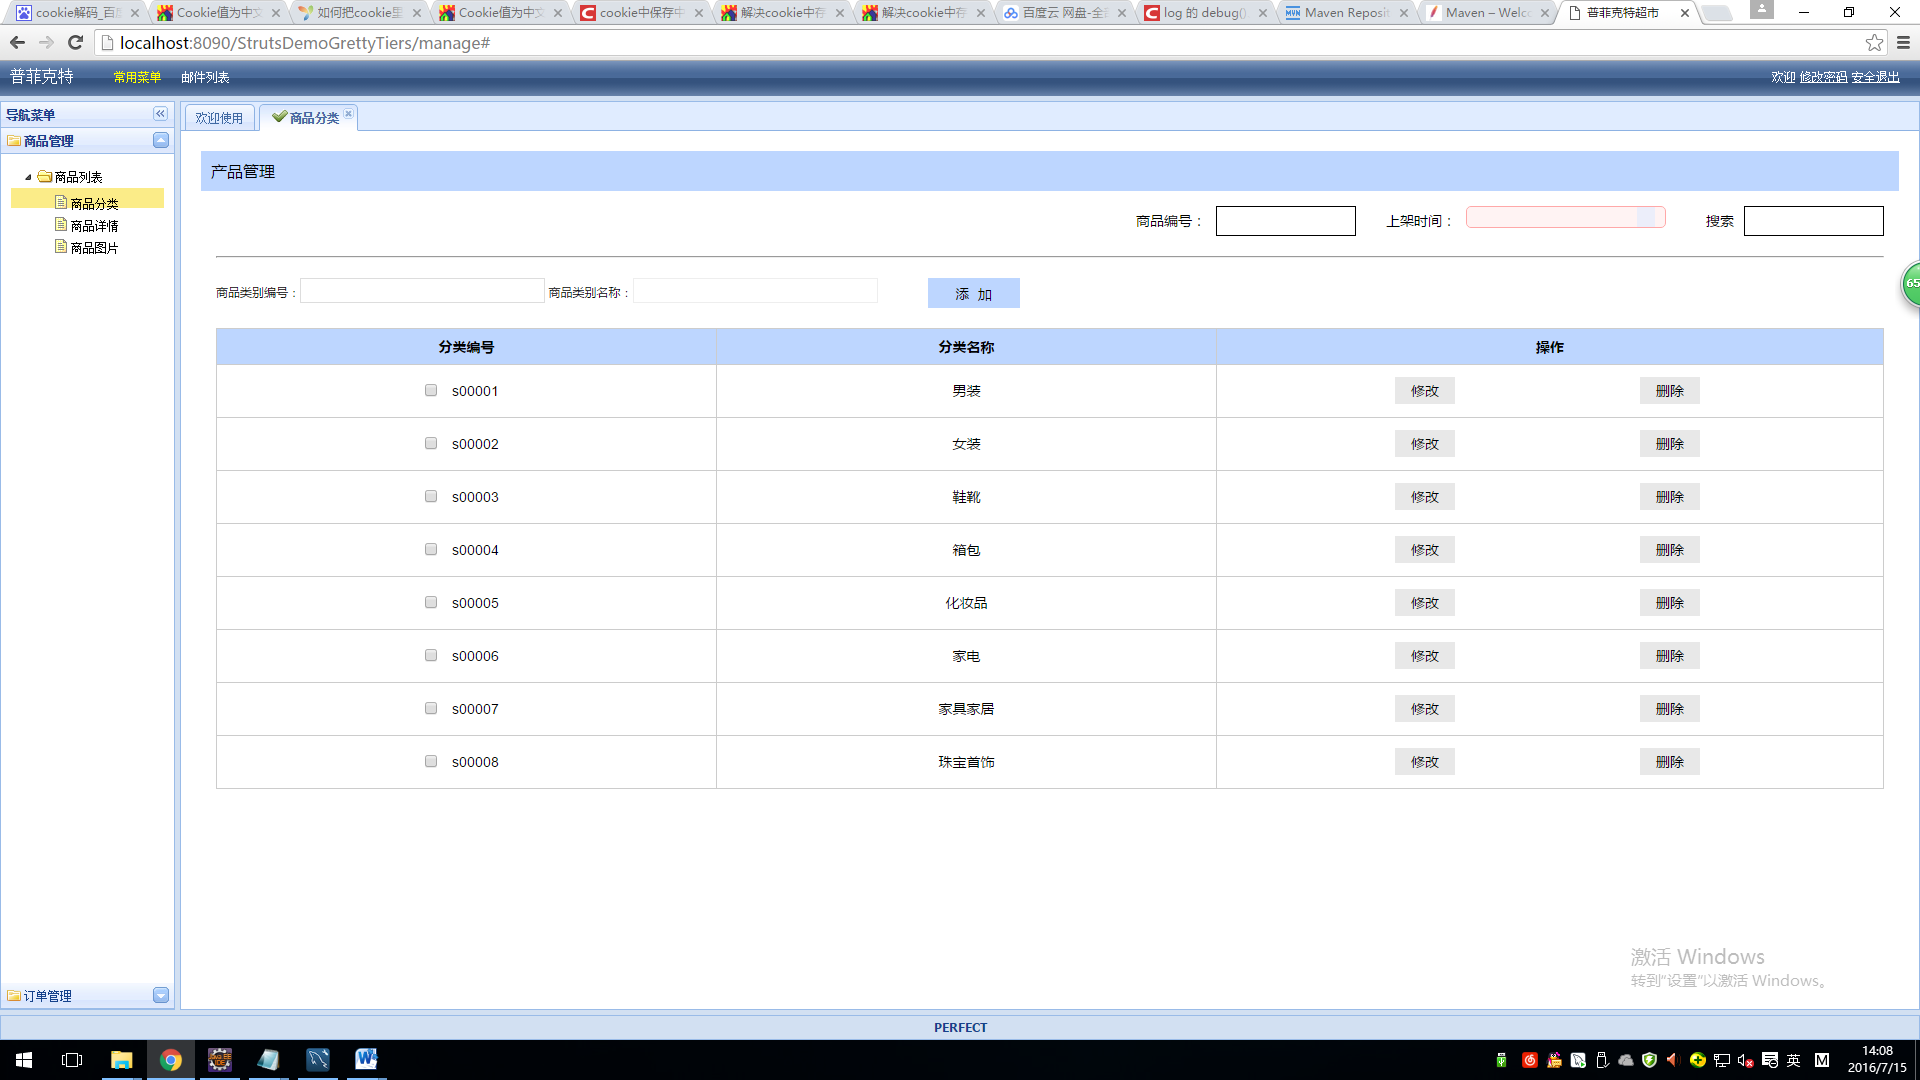 cookie解码_百 Cookie值为中文 如何把cookie里 Cookie值为中文 cookie中保存中 解决cookie中存 解决cookie中存 百度云 网盘-全 log 的 debug() Maven Reposit Maven – Welc 普菲克特超市
localhost:8090/StrutsDemoGrettyTiers/manage#
普菲克特 常用菜单 邮件列表 欢迎 修改密码 安全退出
导航菜单
商品管理
商品列表
商品分类
商品详情
商品图片
订单管理
欢迎使用 商品分类
产品管理
商品编号： 上架时间： 搜索
商品类别编号： 商品类别名称： 添 加
分类编号 分类名称 操作
s00001 男装 修改 删除
s00002 女装 修改 删除
s00003 鞋靴 修改 删除
s00004 箱包 修改 删除
s00005 化妆品 修改 删除
s00006 家电 修改 删除
s00007 家具家居 修改 删除
s00008 珠宝首饰 修改 删除
65
激活 Windows
转到"设置"以激活 Windows。
PERFECT
英 M 14:08
2016/7/15